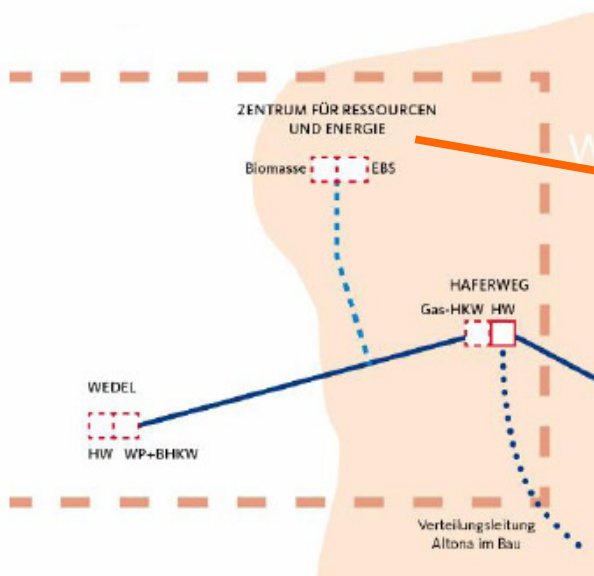 ZENTRUM FÜR RESSOURCEN
UND ENERGIE
W
Biomasse
EBS
HAFERWEG
Gas-HKW HW
WEDEL
HW WP+BHKW
Verteilungsleitung
Altona im Bau